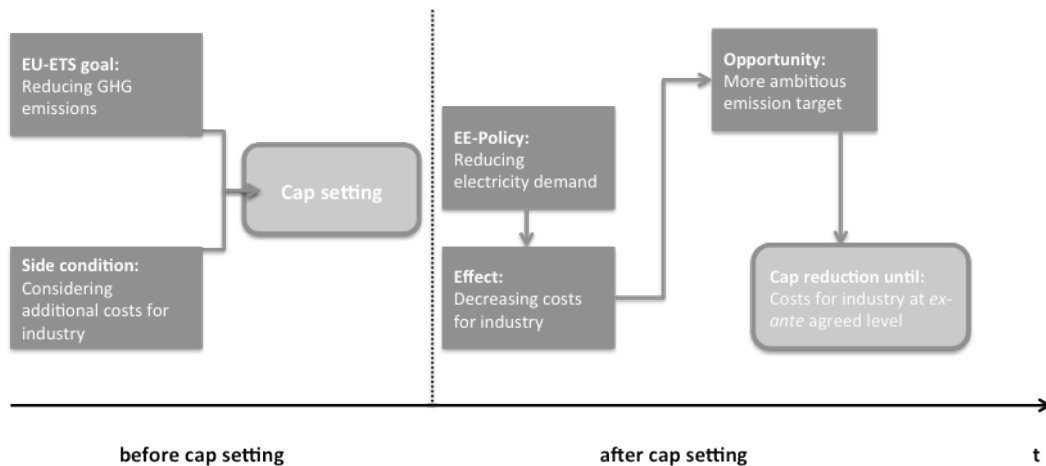 EU-ETS goal:
Reducing GHG
emissions
Cap setting
Side condition:
Considering
additional costs for
industry
EE-Policy:
Reducing
electricity demand
Effect:
Decreasing costs
for industry
Opportunity:
More ambitious
emission target
Cap reduction until:
Costs for industry at ex-
ante agreed level
before cap setting
after cap setting
t